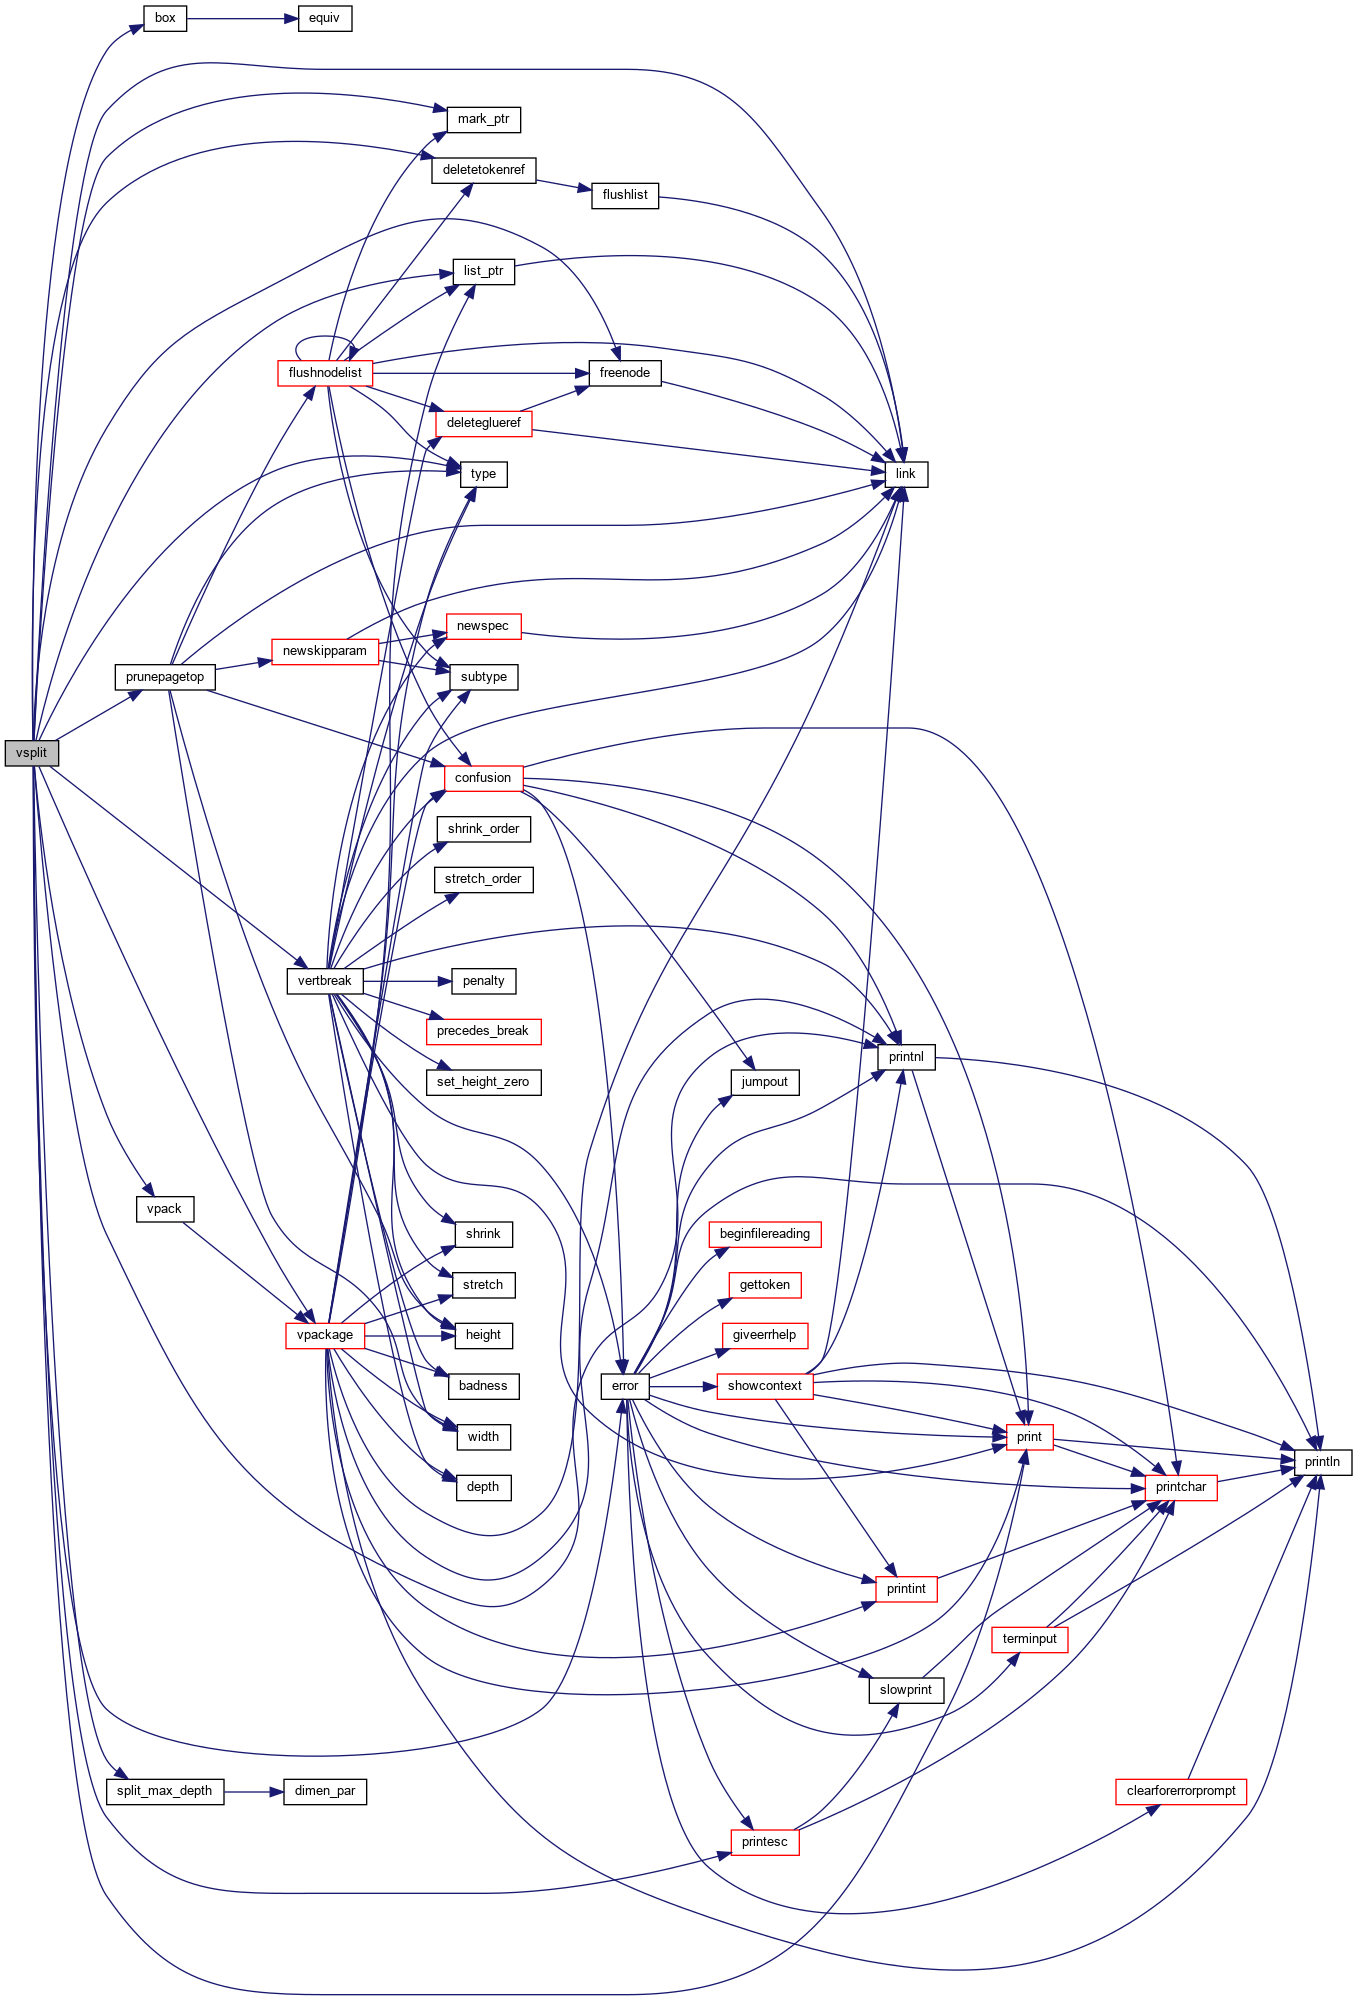 box
equiv
mark_ptr
deletetokenref
flushlist
list_ptr
flushnodelist
freenode
deleteglueref
type
link
newspec
newskipparam
subtype
prunepagetop
vsplit
confusion
shrink_order
stretch_order
vertbreak
penalty
precedes_break
set_height_zero
printnl
jumpout
vpack
shrink
beginfilereading
stretch
gettoken
vpackage
height
giveerrhelp
badness
error
showcontext
width
print
println
depth
printchar
printint
terminput
slowprint
split_max_depth
dimen_par
clearforerrorprompt
printesc